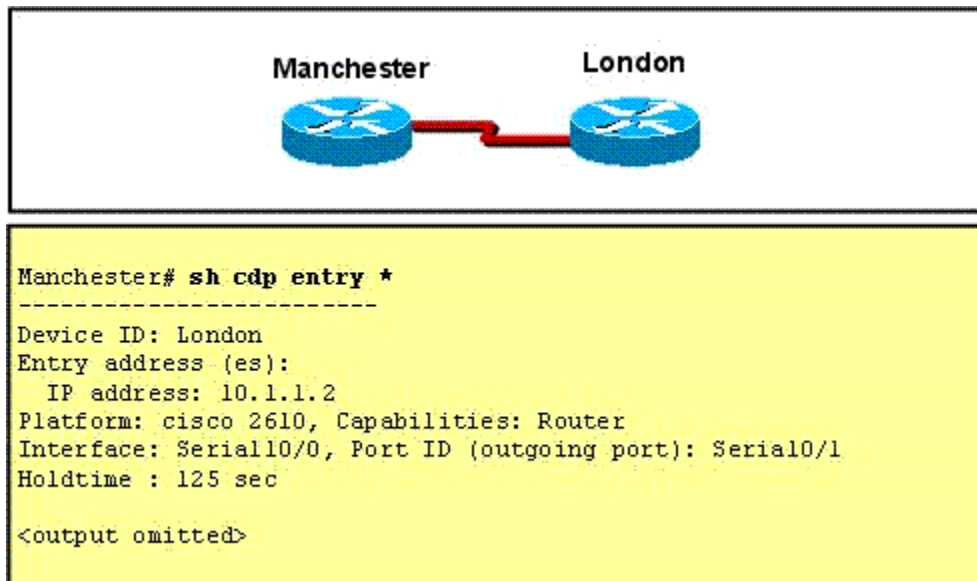 Manchester
London
Manchester# sh cdp entry *
--------------------------
Device ID: London
Entry address (es):
IP address: 10.1.1.2
Platform: cisco 2610, Capabilities: Router
Interface: Serial10/0, Port ID (outgoing port): Serial0/1
Holdtime : 125 sec
<output omitted>